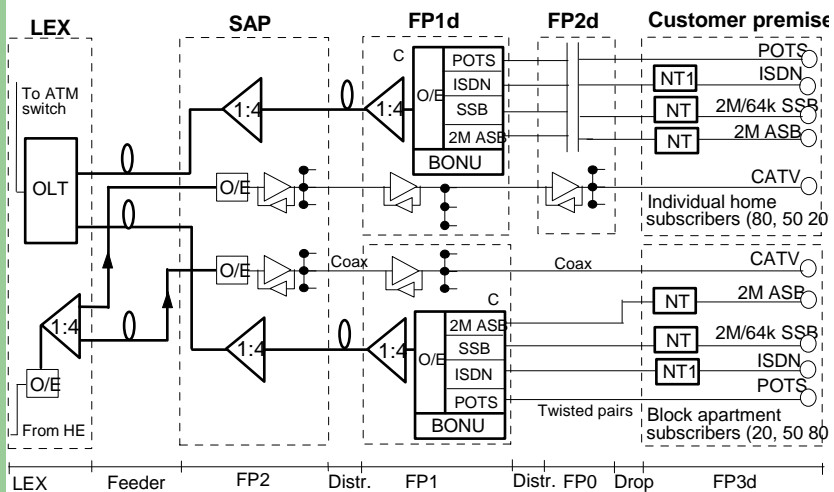 LEX
SAP
FP1d
FP2d
Customer premise
To ATM
switch
OLT
1:4
O/E
From HE
1:4
O/E
O/E
1:4
1:4
C
O/E
POTS
ISDN
SSB
2M ASB
BONU
Coax
C
1:4
O/E
2M ASB
SSB
ISDN
POTS
BONU
POTS
NT1
ISDN
NT
2M/64k SSB
NT
2M ASB
CATV
Individual home
subscribers (80, 50 20
Coax
CATV
NT
2M ASB
NT
2M/64k SSB
NT1
ISDN
POTS
Twisted pairs
Block apartment
subscribers (20, 50 80
LEX
Feeder
FP2
Distr.
FP1
Distr.
FP0
Drop
FP3d